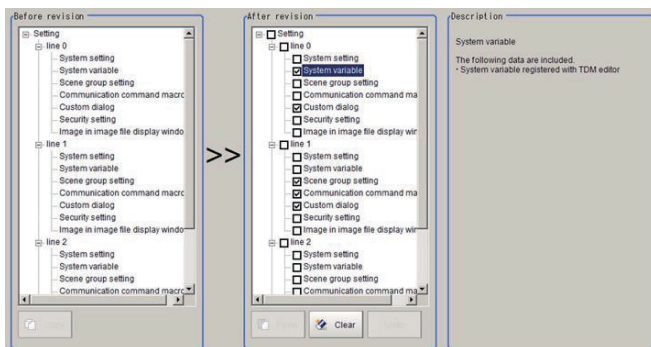 Before revision
Setting
line 0
System setting
System variable
Scene group setting
Communication command macro
Custom dialog
Security setting
Image in image file display windo
line 1
System setting
System variable
Scene group setting
Communication command macro
Custom dialog
Security setting
Image in image file display windo
line 2
System setting
System variable
Scene group setting
Communication command macro
Copy
>>
After revision
Setting
line 0
System setting
System variable
Scene group setting
Communication command ma
Custom dialog
Security setting
Image in image file display wir
line 1
System setting
System variable
Scene group setting
Communication command ma
Custom dialog
Security setting
Image in image file display wir
line 2
System setting
System variable
Scene group setting
Communication command ma
Clear
Description
System variable
The following data are included.
・System variable registered with TDM editor